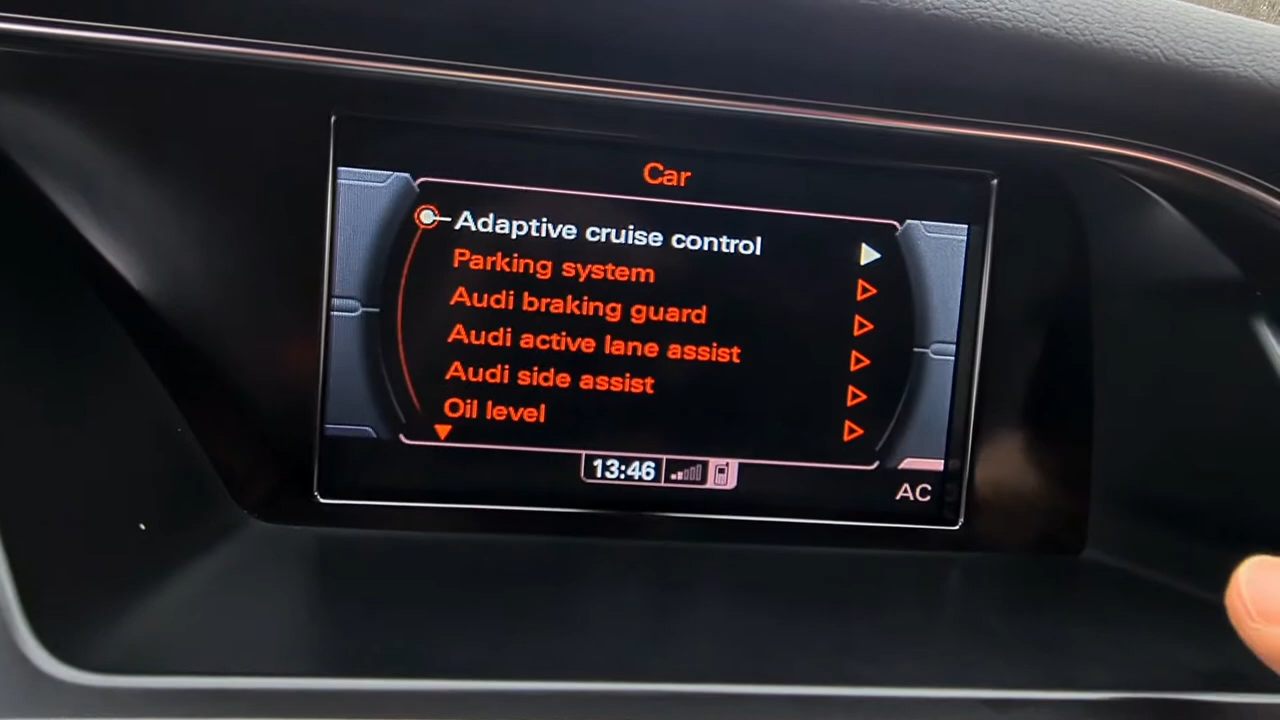 Car
Adaptive cruise control
Parking system
Audi braking guard
Audi active lane assist
Audi side assist
Oil level
13:46
AC